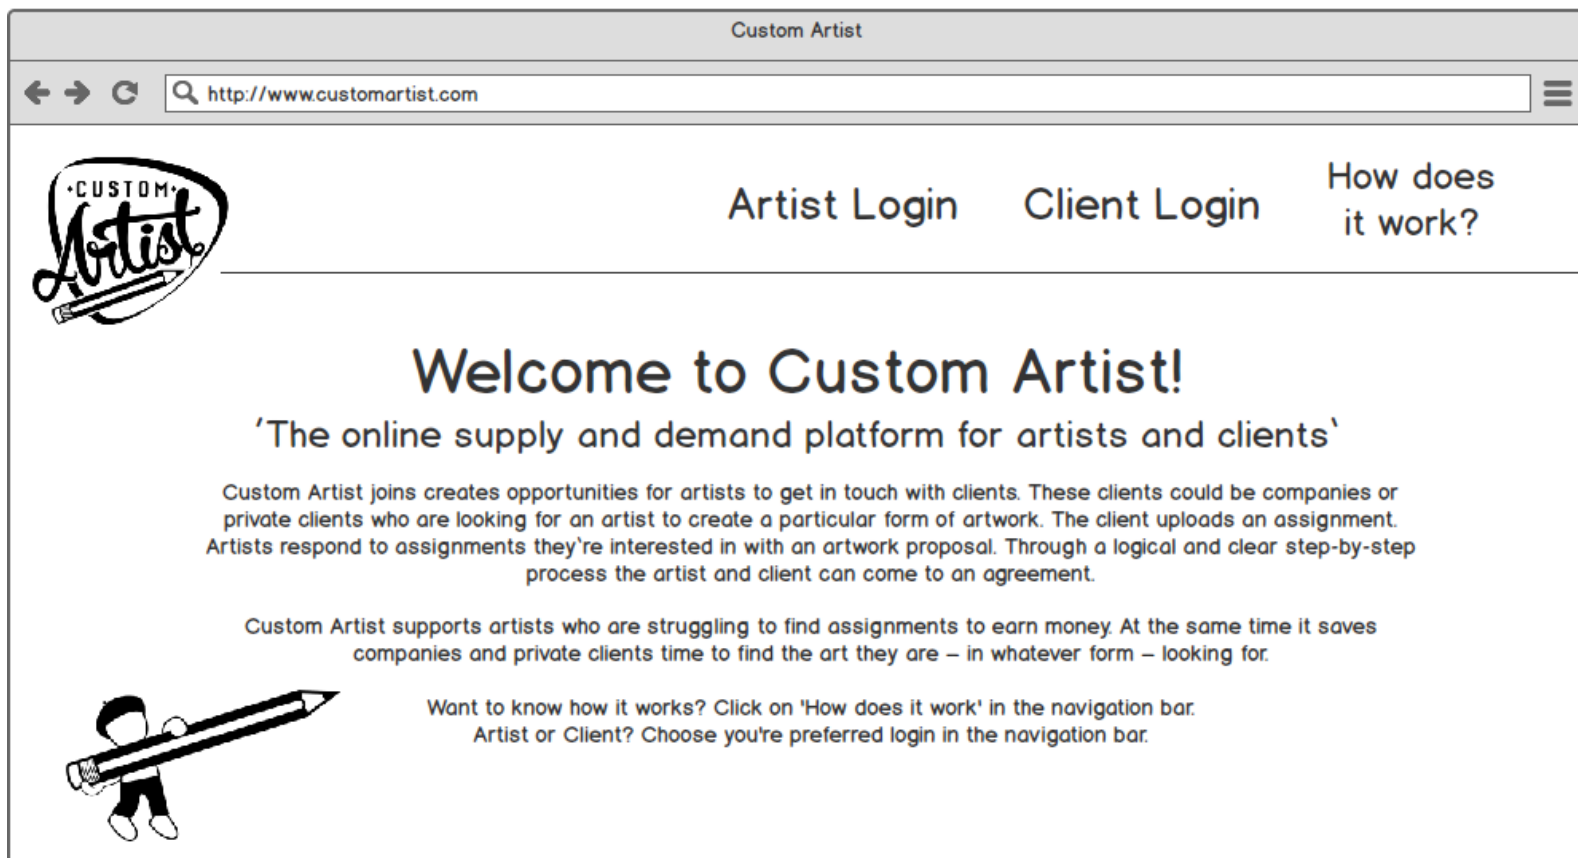 Custom Artist
http://www.customartist.com
CUSTOM
Artist
Artist Login
Client Login
How does
it work?
Welcome to Custom Artist!
´The online supply and demand platform for artists and clients`
Custom Artist joins creates opportunities for artists to get in touch with clients. These clients could be companies or
private clients who are looking for an artist to create a particular form of artwork. The client uploads an assignment.
Artists respond to assignments they`re interested in with an artwork proposal. Through a logical and clear step-by-step
process the artist and client can come to an agreement.
Custom Artist supports artists who are struggling to find assignments to earn money. At the same time it saves
companies and private clients time to find the art they are – in whatever form – looking for.
Want to know how it works? Click on 'How does it work' in the navigation bar.
Artist or Client? Choose you're preferred login in the navigation bar.